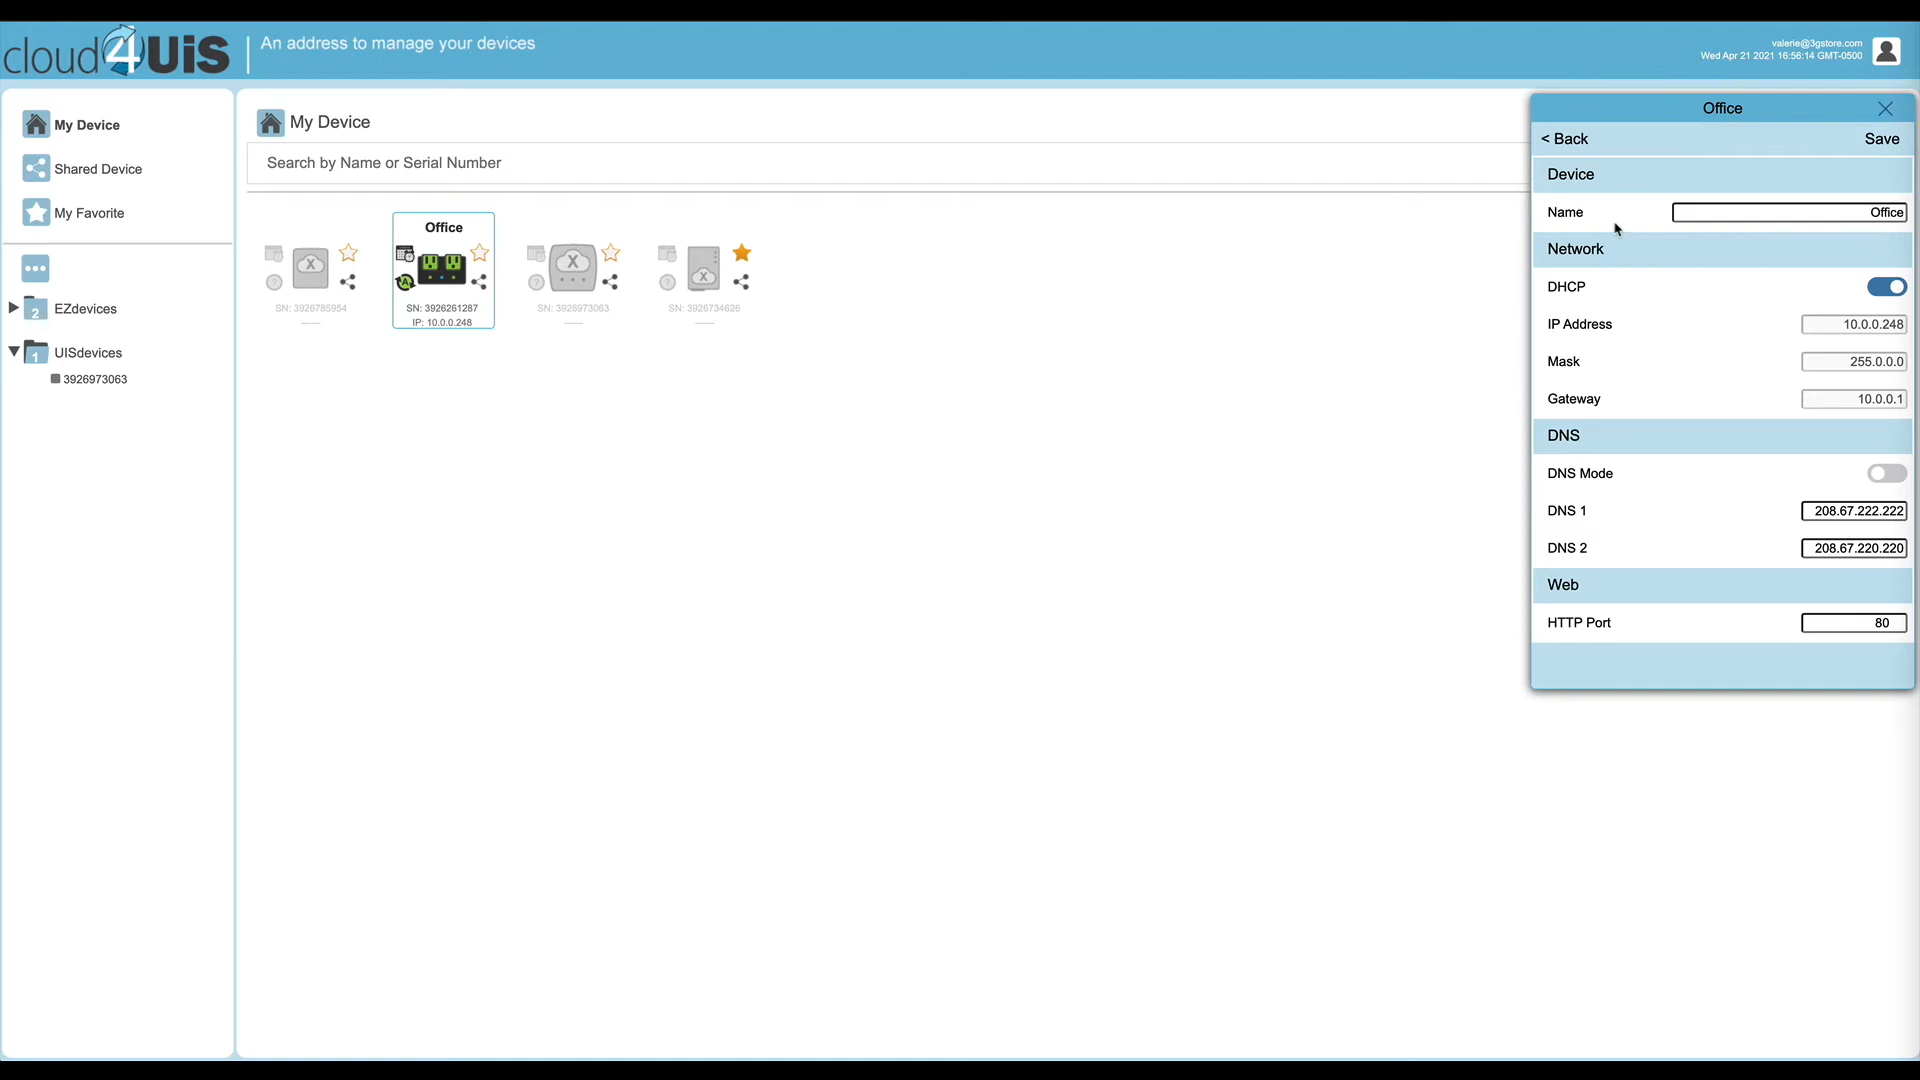 cloud4UiS
An address to manage your devices
valerie@3gstore.com
Wed Apr 21 2021 16:56:14 GMT-0500
My Device
Shared Device
My Favorite
2 EZdevices
1 UISdevices
3926973063
My Device
Search by Name or Serial Number
SN: 3926785954
Office
SN: 3926261287
IP: 10.0.0.248
SN: 3926973063
SN: 3926734626
Office
< Back Save
Device
Name Office
Network
DHCP
IP Address 10.0.0.248
Mask 255.0.0.0
Gateway 10.0.0.1
DNS
DNS Mode
DNS 1 208.67.222.222
DNS 2 208.67.220.220
Web
HTTP Port 80